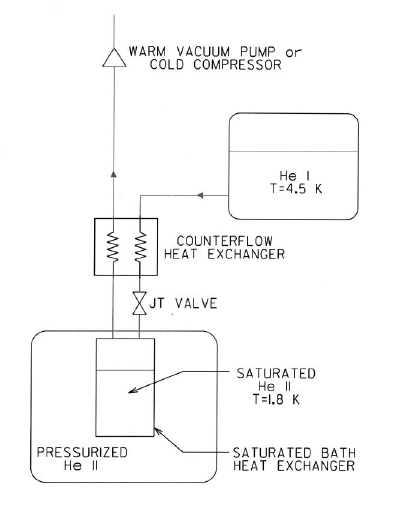 WARM VACUUM PUMP or
COLD COMPRESSOR
He I
T=4.5 K
COUNTERFLOW
HEAT EXCHANGER
JT VALVE
SATURATED
He II
T=1.8 K
PRESSURIZED
He II
SATURATED BATH
HEAT EXCHANGER